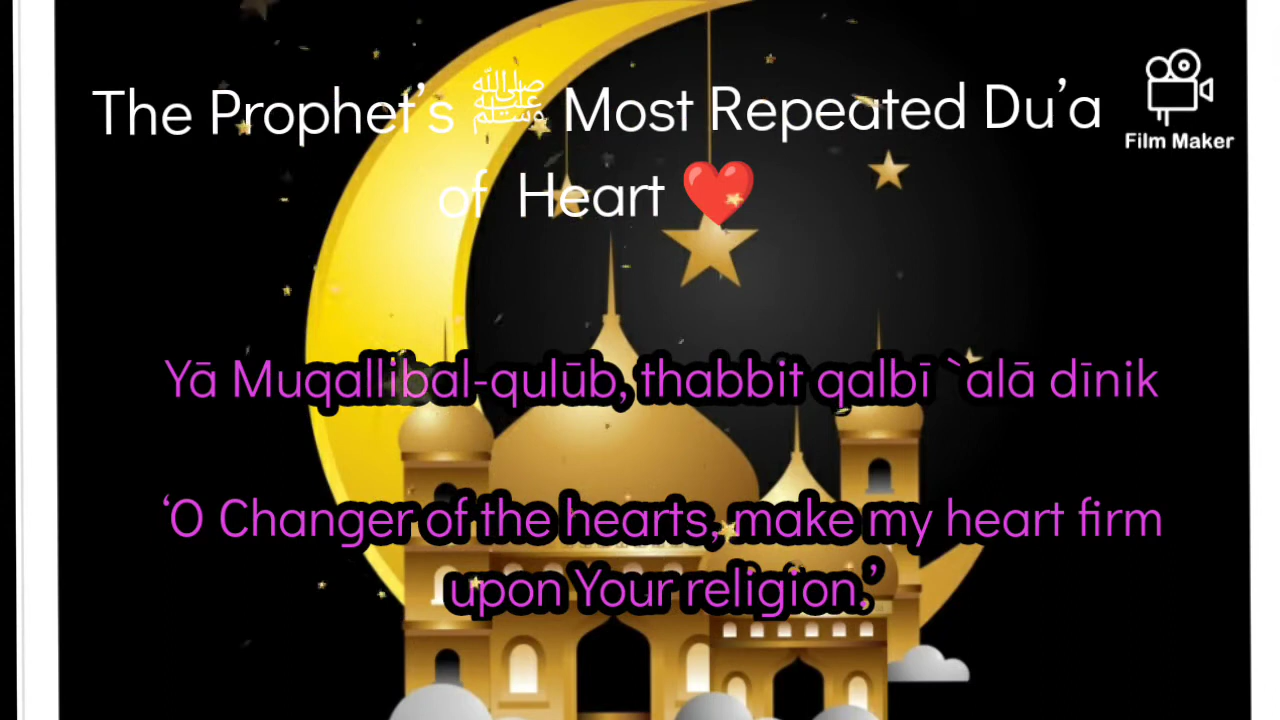 The Prophet’s ﷺ Most Repeated Du’a
of Heart ❤️
Film Maker
Yā Muqallibal-qulūb, thabbit qalbī `alā dīnik
‘O Changer of the hearts, make my heart firm
upon Your religion.’